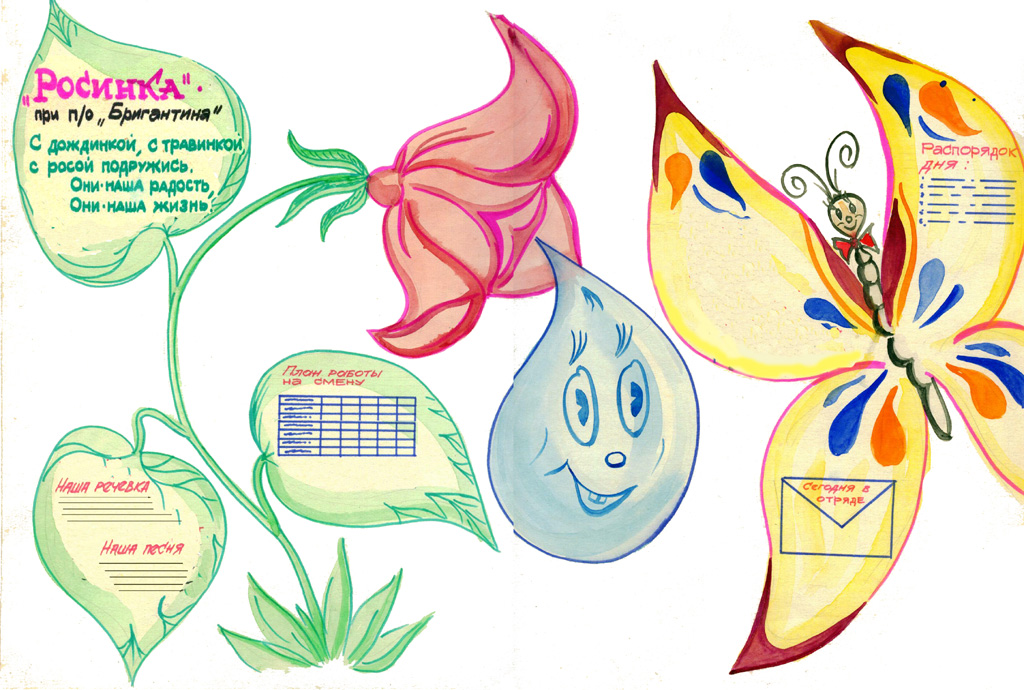 "Росинка".
при п/о „Бригантина"
С дождинкой, с травинкой
с росой подружись.
Они-наша радость,
Они-наша жизнь!
План работы
на смену
Наша речевка
Наша песня
Распорядок
дня:
Сегодня в
отряде